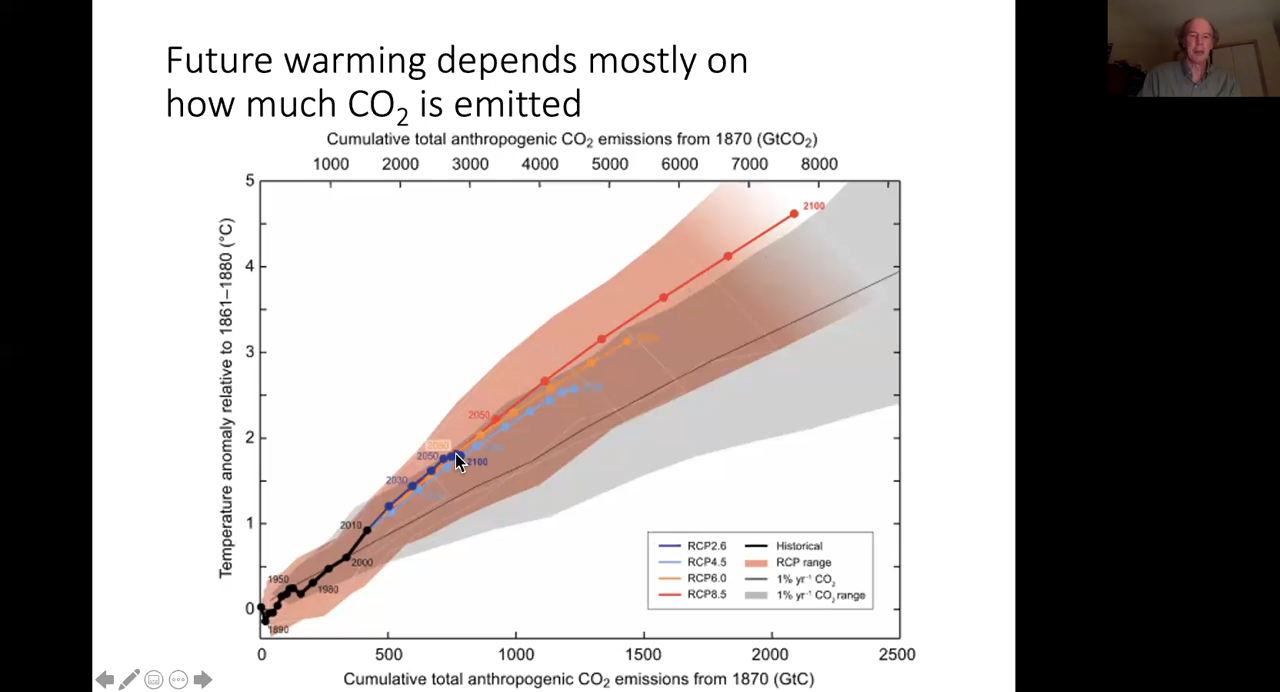 Future warming depends mostly on
how much CO₂ is emitted
Cumulative total anthropogenic CO₂ emissions from 1870 (GtCO₂)
1000 2000 3000 4000 5000 6000 7000 8000
Temperature anomaly relative to 1861–1880 (°C)
5
4
3
2
1
0
2100
2050
2050
2100
2030
2010
2000
1950
1980
1890
RCP2.6
RCP4.5
RCP6.0
RCP8.5
Historical
RCP range
1% yr⁻¹ CO₂
1% yr⁻¹ CO₂ range
0 500 1000 1500 2000 2500
Cumulative total anthropogenic CO₂ emissions from 1870 (GtC)